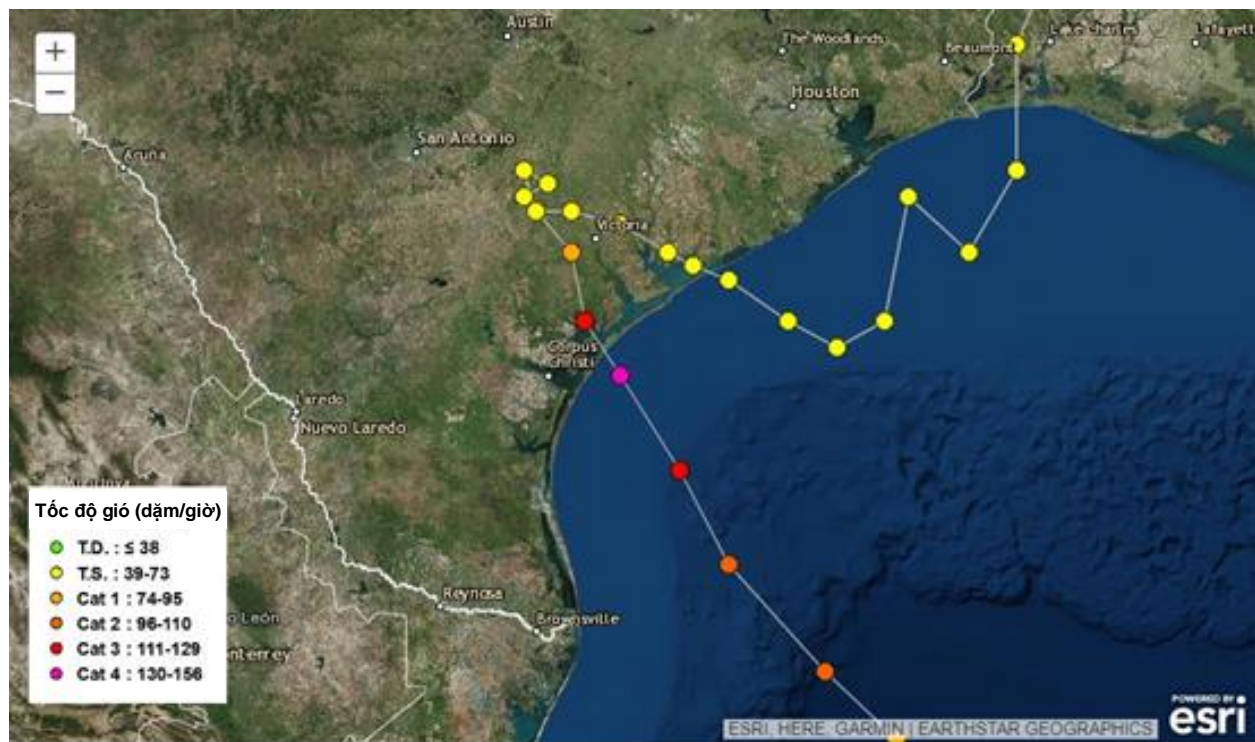 +
−
Austin
The Woodlands
Beaumont
Lake Charles
Lafayett
Houston
San Antonio
Acuña
Victoria
Corpus
Christi
Laredo
Nuevo Laredo
Tốc độ gió (dặm/giờ)
T.D. : ≤ 38
T.S. : 39-73
Cat 1 : 74-95
Cat 2 : 96-110
Cat 3 : 111-129
Cat 4 : 130-156
Reynosa
Brownsville
o León
onterrey
ESRI, HERE, GARMIN | EARTHSTAR GEOGRAPHICS
POWERED BY
esri